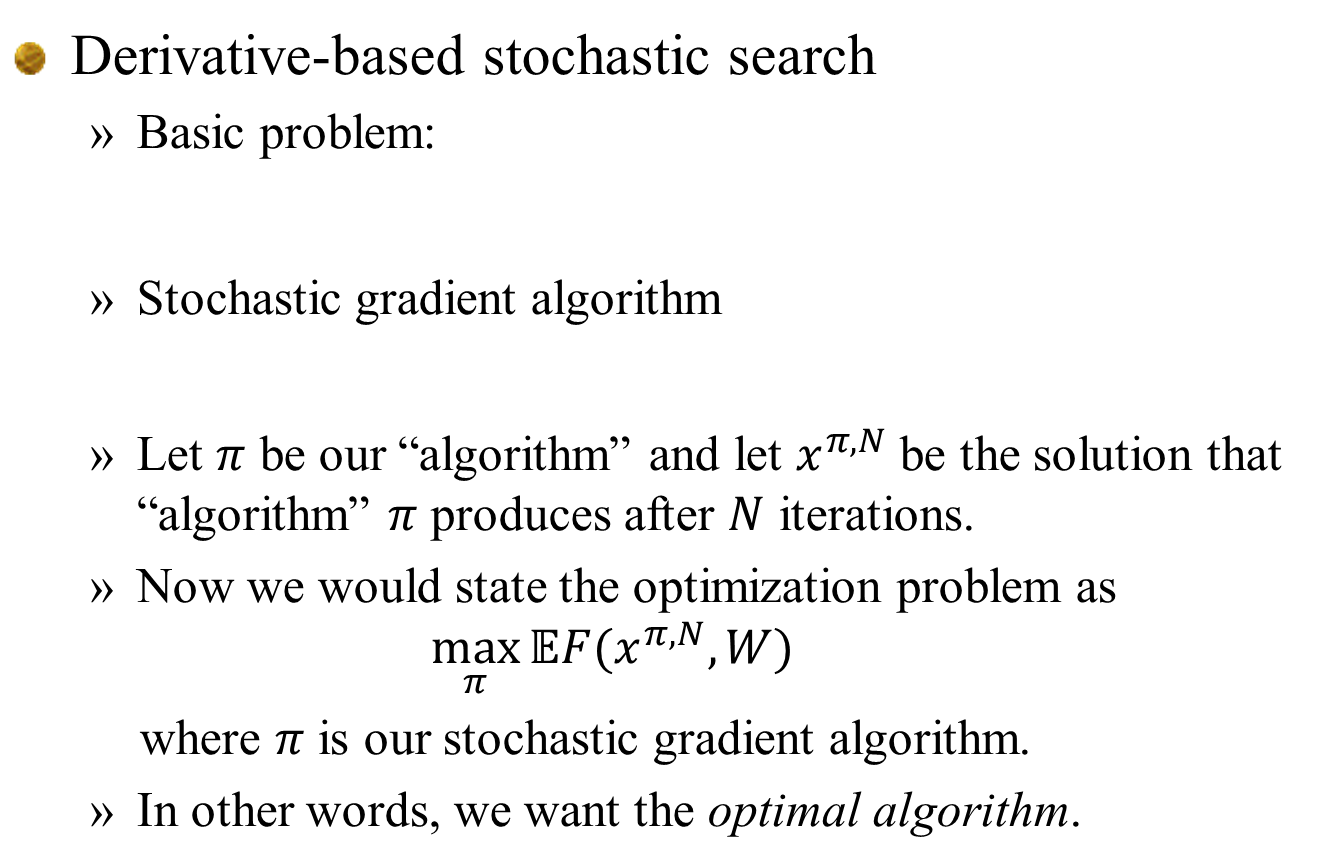 Derivative-based stochastic search
» Basic problem:
» Stochastic gradient algorithm
» Let π be our “algorithm” and let x^{π,N} be the solution that
“algorithm” π produces after N iterations.
» Now we would state the optimization problem as
max_π 𝔼F(x^{π,N}, W)
where π is our stochastic gradient algorithm.
» In other words, we want the optimal algorithm.